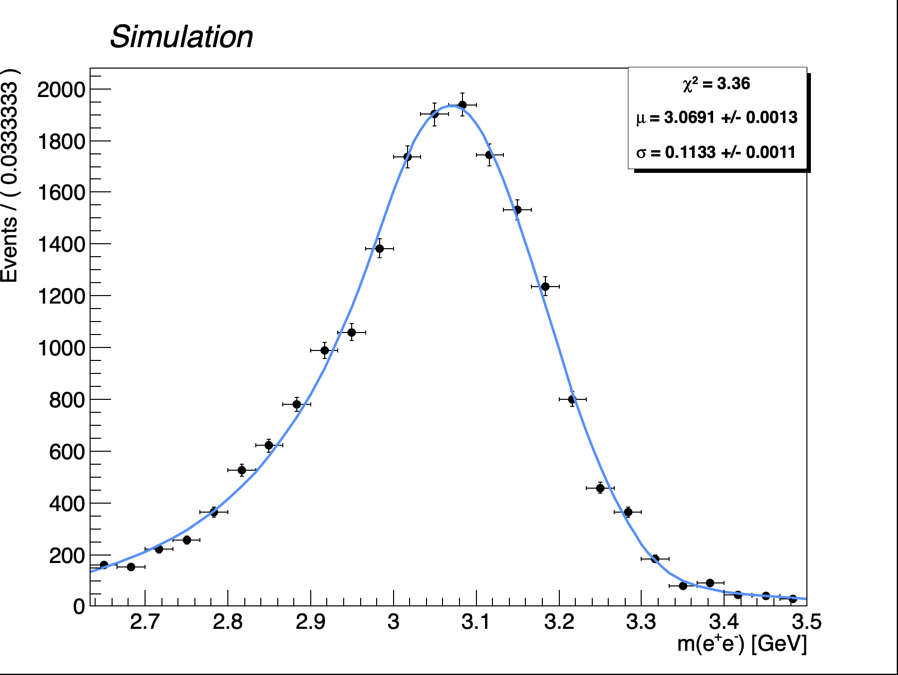 Simulation
χ² = 3.36
μ = 3.0691 +/- 0.0013
σ = 0.1133 +/- 0.0011
Events / ( 0.0333333 )
2000
1800
1600
1400
1200
1000
800
600
400
200
0
2.7 2.8 2.9 3 3.1 3.2 3.3 3.4 3.5
m(e⁺e⁻) [GeV]